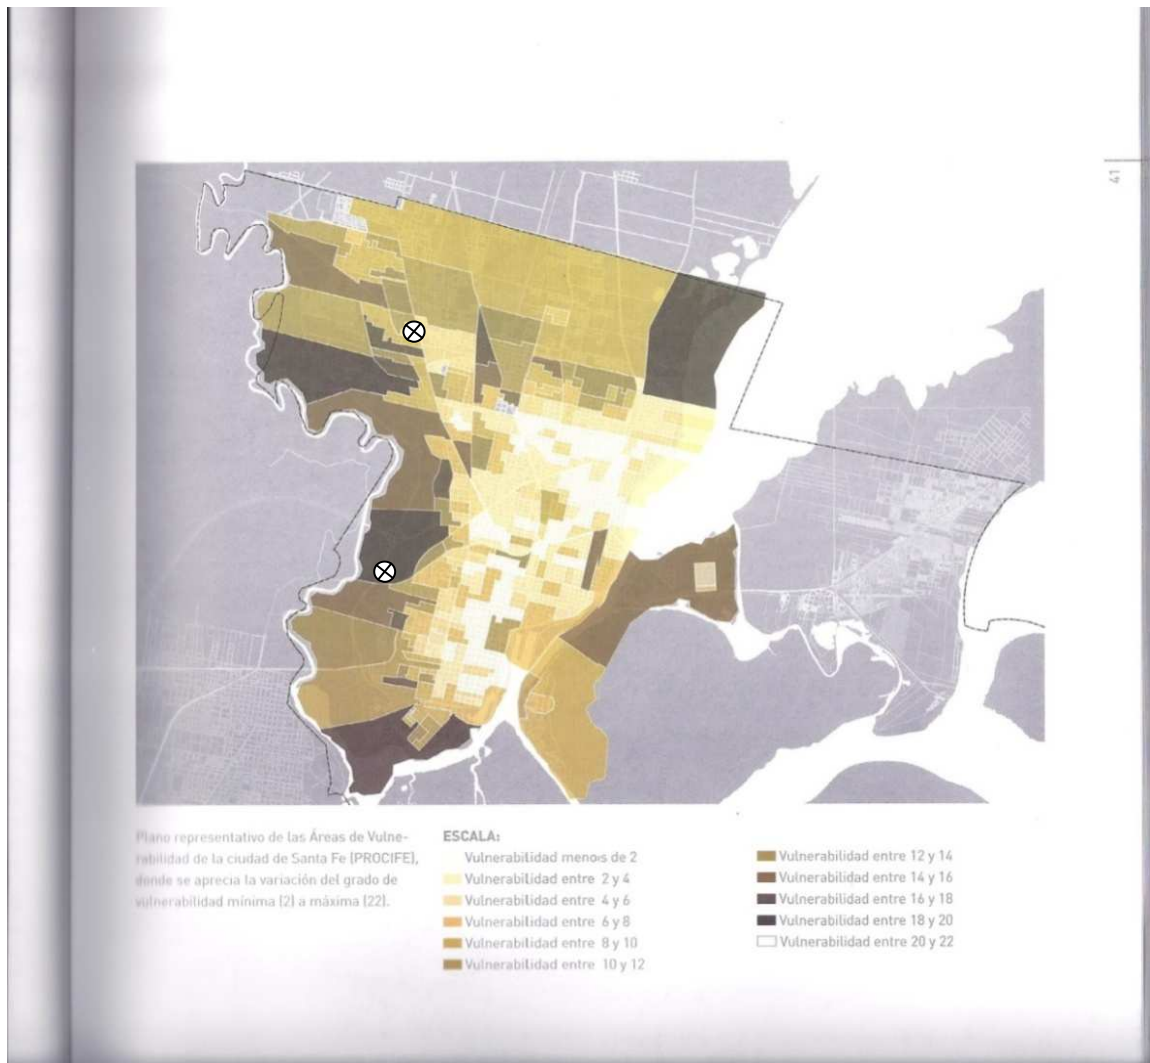 41
Plano representativo de las Áreas de Vulne-
rabilidad de la ciudad de Santa Fe (PROCIFE),
donde se aprecia la variación del grado de
vulnerabilidad mínima (2) a máxima (22).
ESCALA:
Vulnerabilidad menois de 2
Vulnerabilidad entre 2 y 4
Vulnerabilidad entre 4 y 6
Vulnerabilidad entre 6 y 8
Vulnerabilidad entre 8 y 10
Vulnerabilidad entre 10 y 12
Vulnerabilidad entre 12 y 14
Vulnerabilidad entre 14 y 16
Vulnerabilidad entre 16 y 18
Vulnerabilidad entre 18 y 20
Vulnerabilidad entre 20 y 22